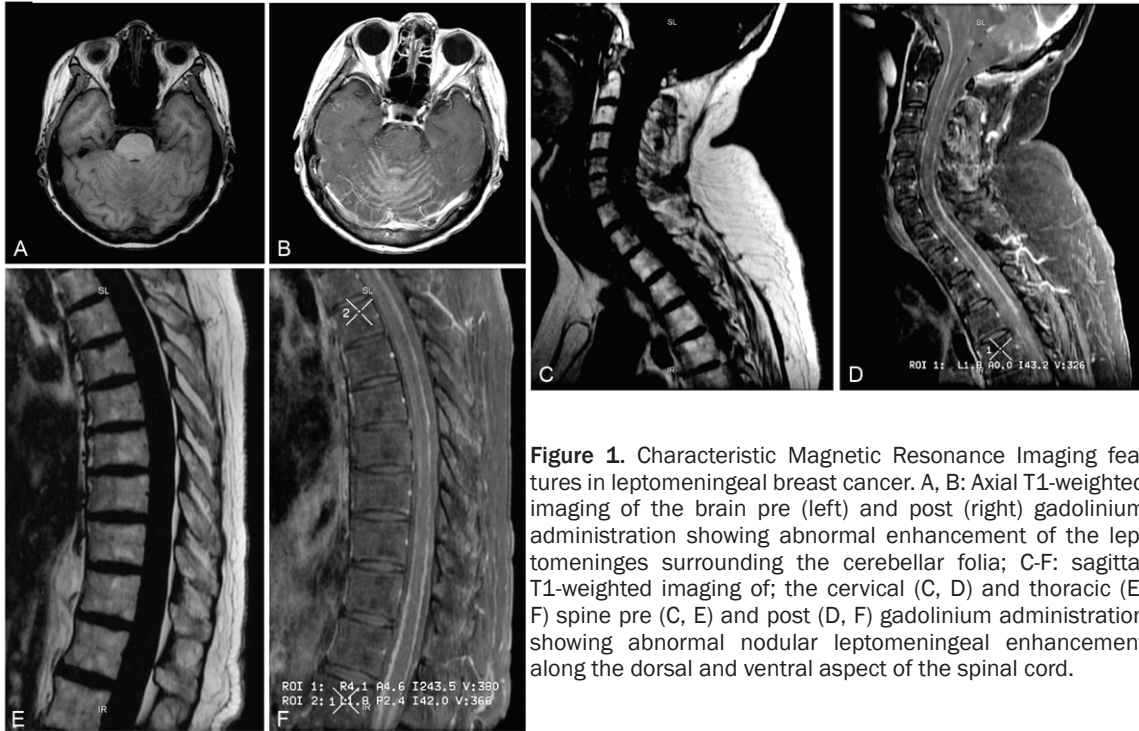 A
B
SL
C
IR
SL
1
ROI 1: L1.8 A0.0 I43.2 V:326
D
SL
E
IR
SL
2
ROI 1: R4.1 A4.6 I243.5 V:380
ROI 2: 1 L1.8 P2.4 I42.0 V:366
F
IR
Figure 1. Characteristic Magnetic Resonance Imaging fea
tures in leptomeningeal breast cancer. A, B: Axial T1-weighted
imaging of the brain pre (left) and post (right) gadolinium
administration showing abnormal enhancement of the lep
tomeninges surrounding the cerebellar folia; C-F: sagitta
T1-weighted imaging of; the cervical (C, D) and thoracic (E
F) spine pre (C, E) and post (D, F) gadolinium administration
showing abnormal nodular leptomeningeal enhancement
along the dorsal and ventral aspect of the spinal cord.